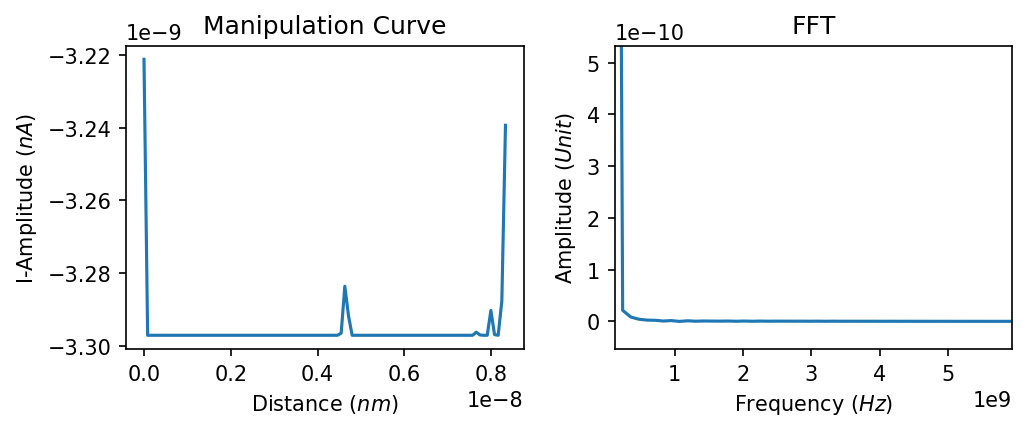 Manipulation Curve
1e−9
I-Amplitude (nA)
−3.22
−3.24
−3.26
−3.28
−3.30
0.0 0.2 0.4 0.6 0.8
1e−8
Distance (nm)
FFT
1e−10
Amplitude (Unit)
5
4
3
2
1
0
1 2 3 4 5
1e9
Frequency (Hz)